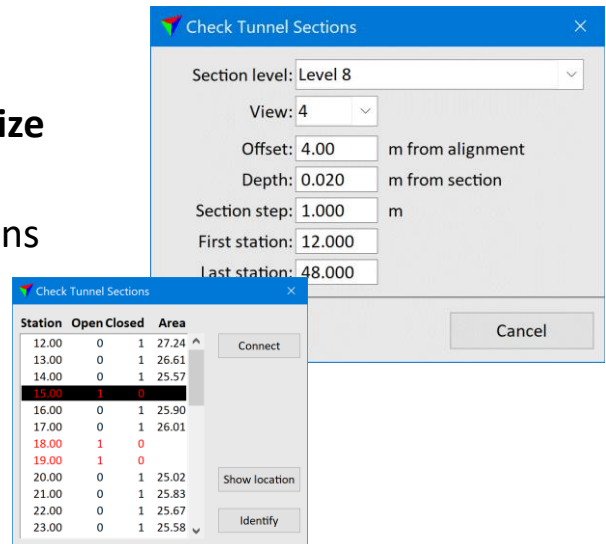 ize
ns
Check Tunnel Sections
Section level: Level 8
View: 4
Offset: 4.00 m from alignment
Depth: 0.020 m from section
Section step: 1.000 m
First station: 12.000
Last station: 48.000
Cancel
Check Tunnel Sections
Station Open Closed Area
12.00 0 1 27.24
13.00 0 1 26.61
14.00 0 1 25.57
15.00 1 0
16.00 0 1 25.90
17.00 0 1 26.01
18.00 1 0
19.00 1 0
20.00 0 1 25.02
21.00 0 1 25.83
22.00 0 1 25.67
23.00 0 1 25.58
Connect
Show location
Identify